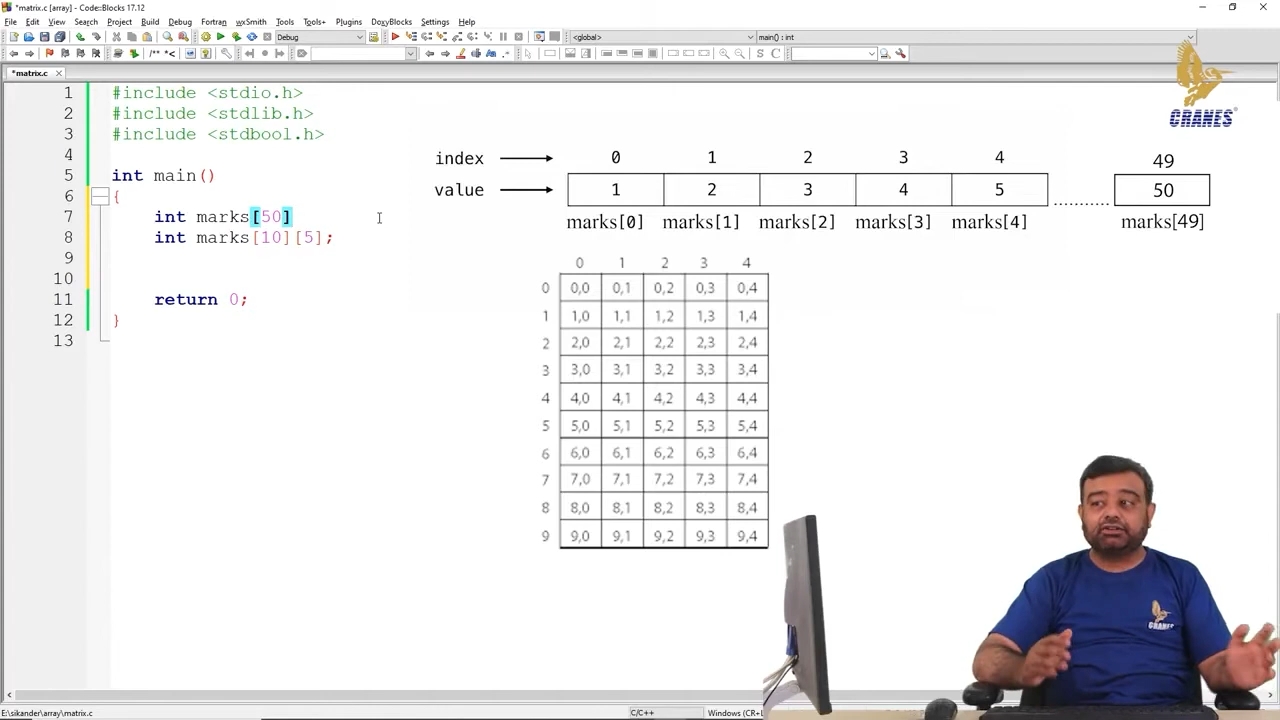 *matrix.c [array] - Code::Blocks 17.12
File Edit View Search Project Build Debug Fortran wxSmith Tools Tools+ Plugins DoxyBlocks Settings Help
Debug <global> main() : int
/** *< Aa S C
*matrix.c
CRANES®
1 #include <stdio.h>
2 #include <stdlib.h>
3 #include <stdbool.h>
4
5 int main()
6 {
7 int marks[50]
8 int marks[10][5];
9
10
11 return 0;
12 }
13
index 0 1 2 3 4 49
value 1 2 3 4 5 .......... 50
marks[0] marks[1] marks[2] marks[3] marks[4] marks[49]
0 1 2 3 4
0 0,0 0,1 0,2 0,3 0,4
1 1,0 1,1 1,2 1,3 1,4
2 2,0 2,1 2,2 2,3 2,4
3 3,0 3,1 3,2 3,3 3,4
4 4,0 4,1 4,2 4,3 4,4
5 5,0 5,1 5,2 5,3 5,4
6 6,0 6,1 6,2 6,3 6,4
7 7,0 7,1 7,2 7,3 7,4
8 8,0 8,1 8,2 8,3 8,4
9 9,0 9,1 9,2 9,3 9,4
CRANES
E:\sikander\array\matrix.c C/C++ Windows (CR+